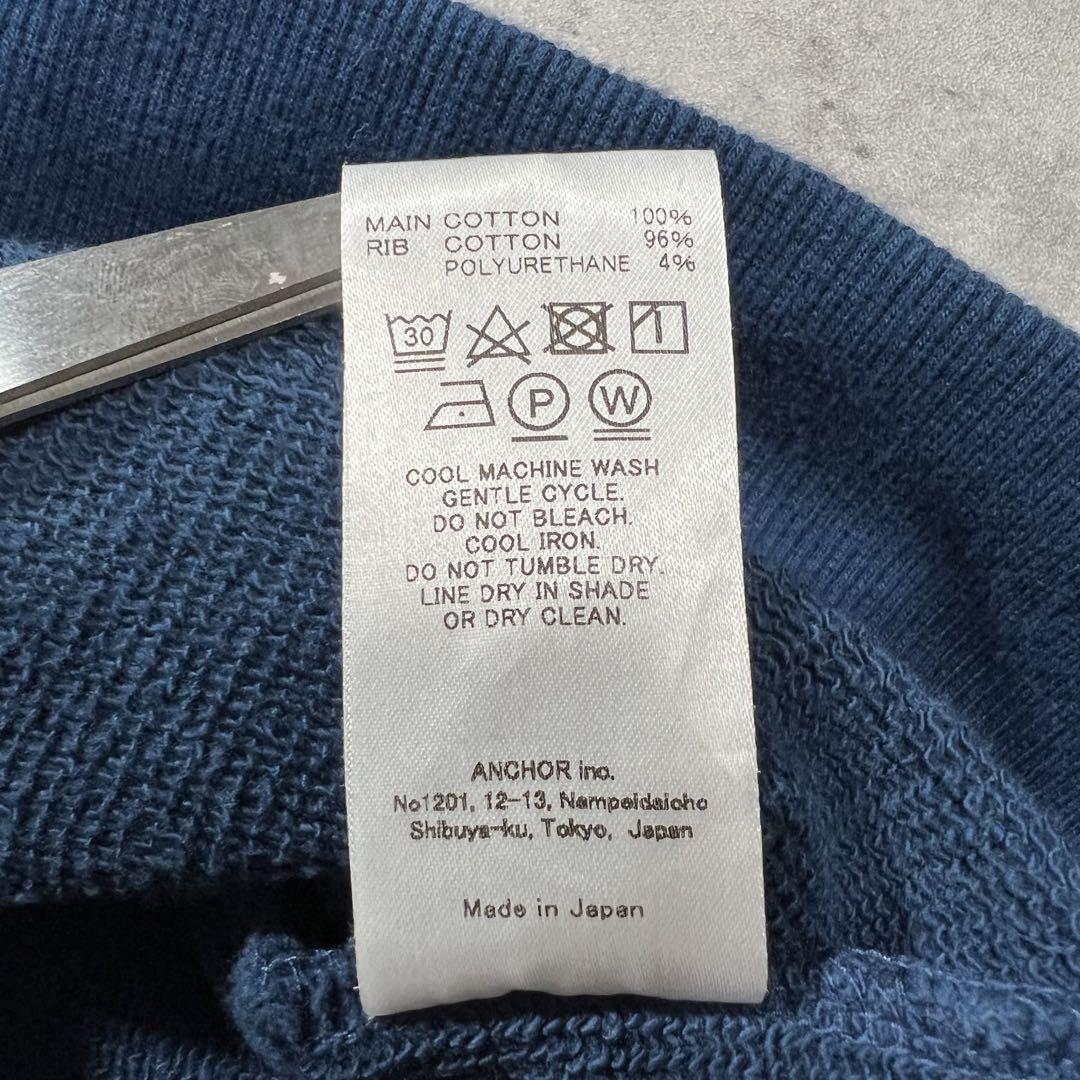 MAIN COTTON 100%
RIB COTTON 96%
POLYURETHANE 4%
30
P W
COOL MACHINE WASH
GENTLE CYCLE.
DO NOT BLEACH.
COOL IRON.
DO NOT TUMBLE DRY.
LINE DRY IN SHADE
OR DRY CLEAN.
ANCHOR inc.
No1201, 12-13, Nampeidaicho
Shibuya-ku, Tokyo, Japan
Made in Japan